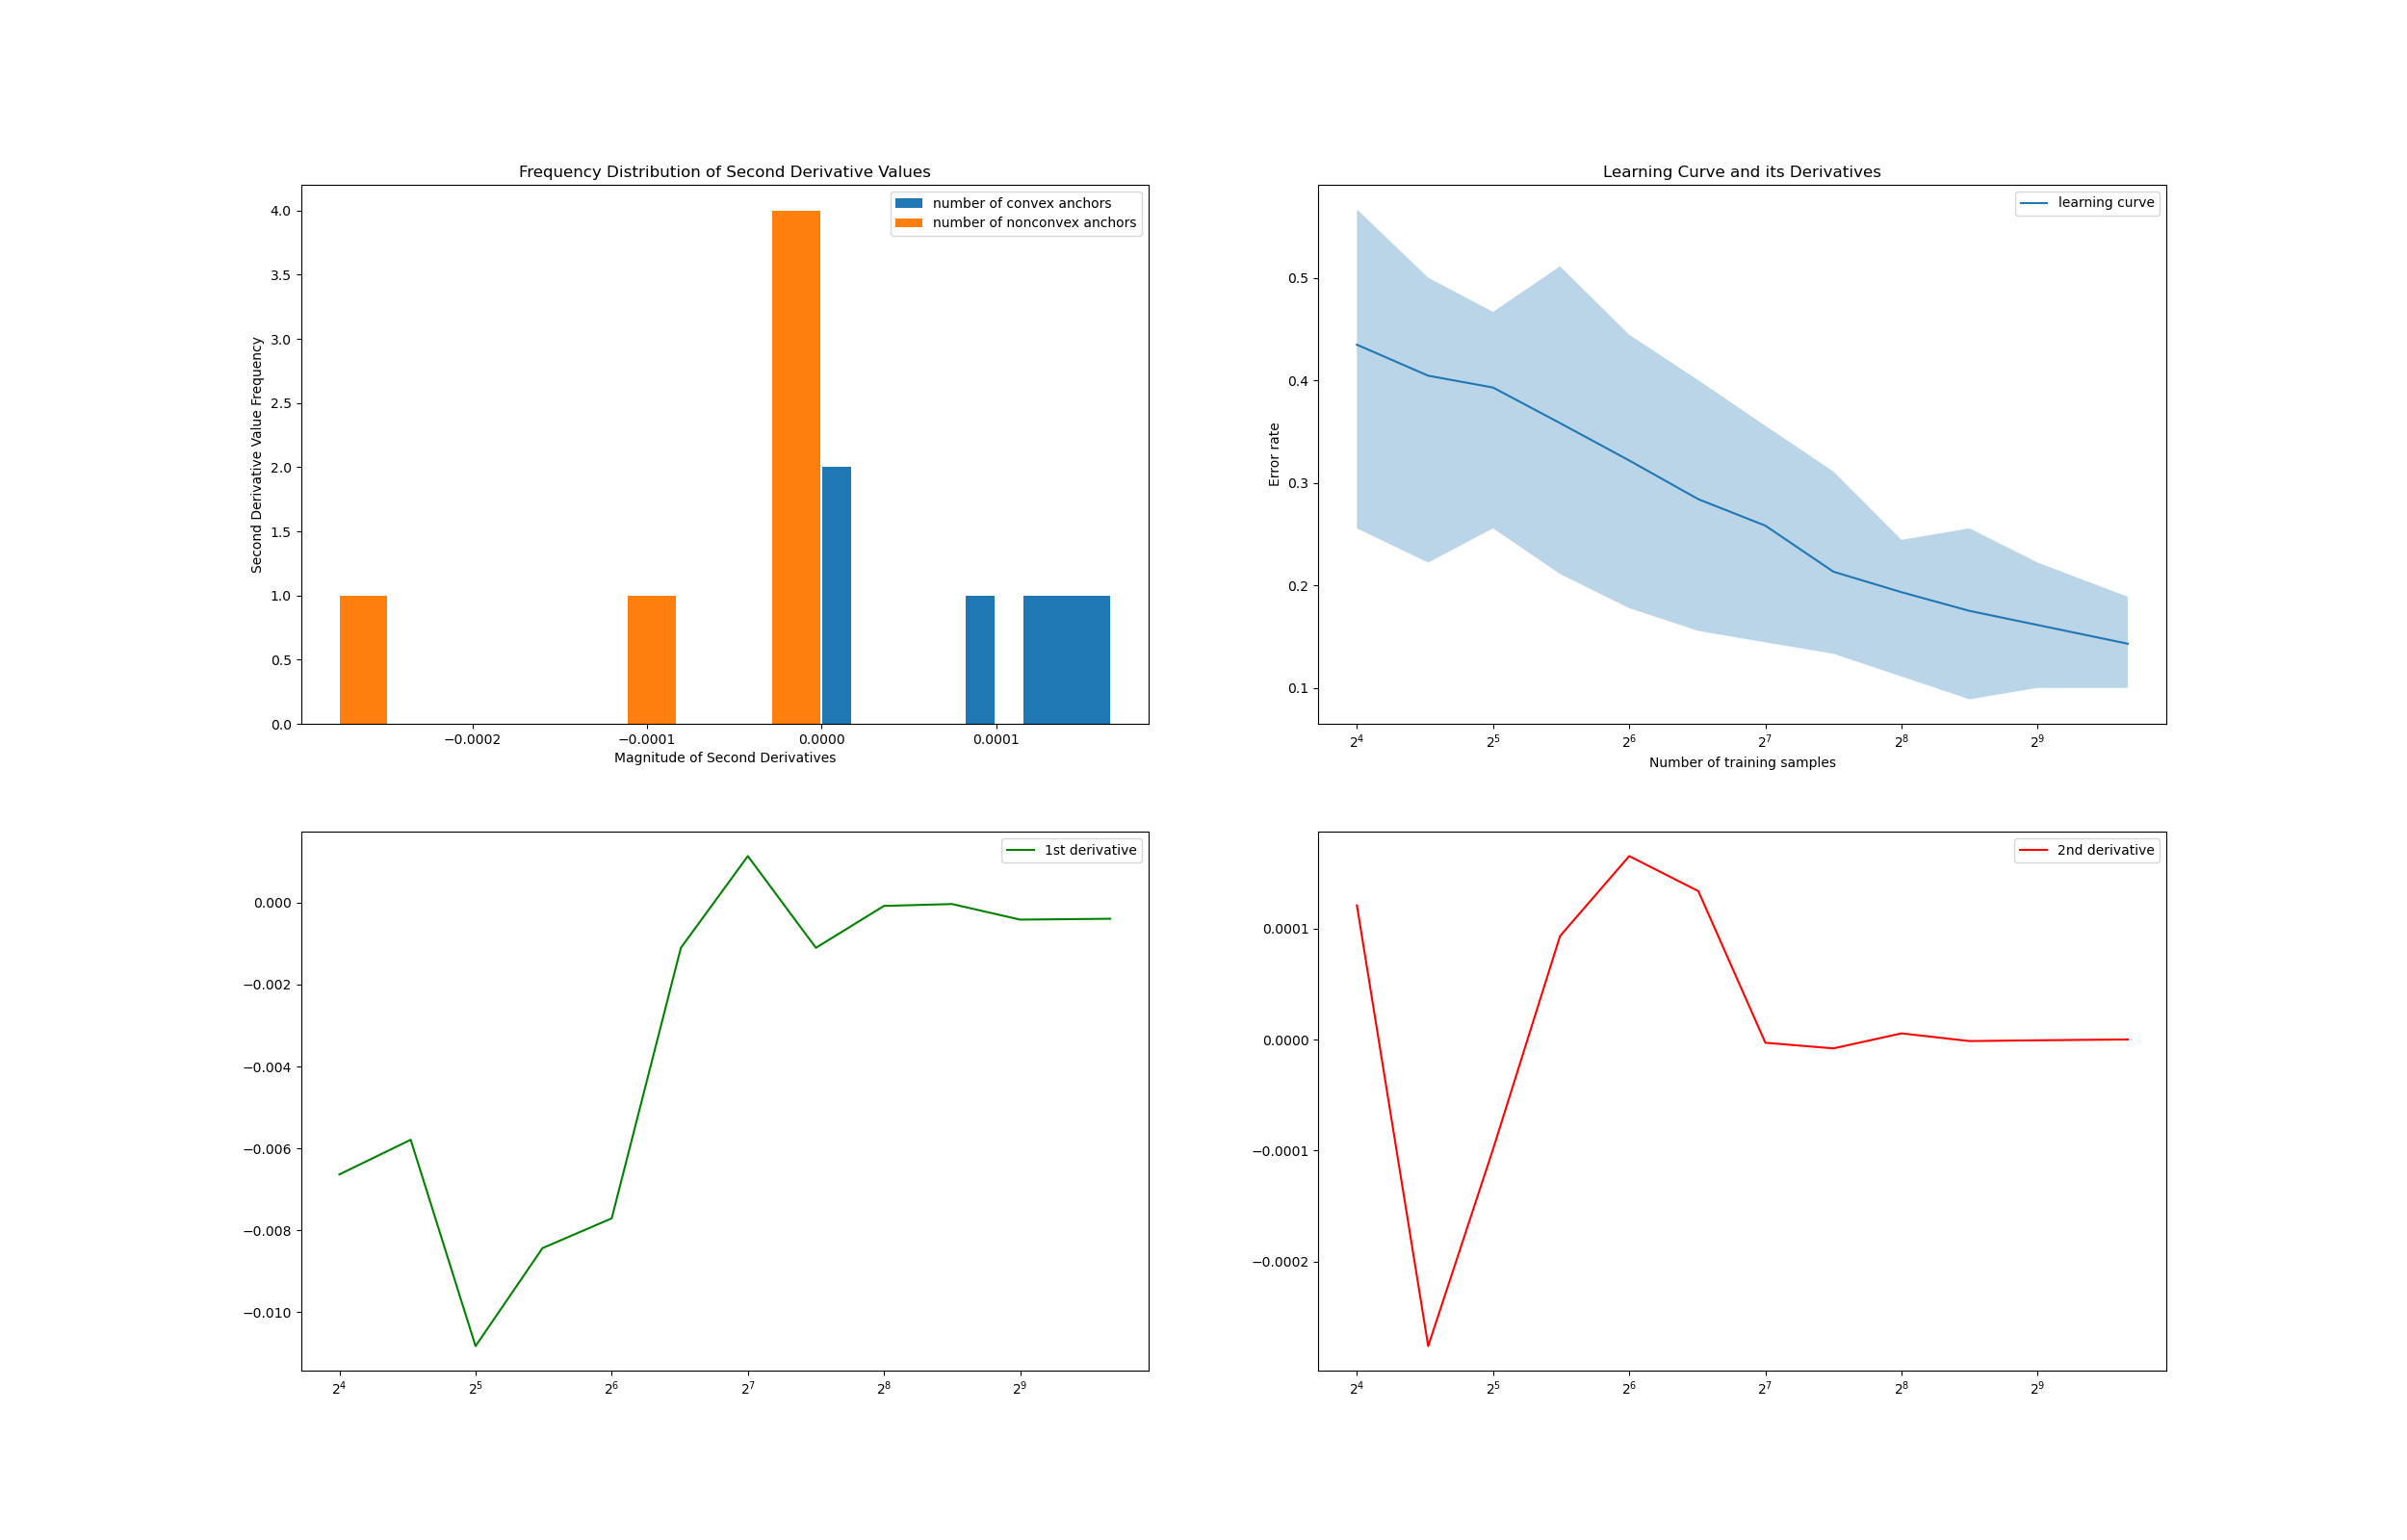 Frequency Distribution of Second Derivative Values
number of convex anchors
number of nonconvex anchors
4.0
3.5
3.0
2.5
2.0
1.5
1.0
0.5
0.0
Second Derivative Value Frequency
−0.0002 −0.0001 0.0000 0.0001
Magnitude of Second Derivatives
Learning Curve and its Derivatives
learning curve
0.5
0.4
0.3
0.2
0.1
Error rate
2⁴ 2⁵ 2⁶ 2⁷ 2⁸ 2⁹
Number of training samples
1st derivative
0.000
−0.002
−0.004
−0.006
−0.008
−0.010
2⁴ 2⁵ 2⁶ 2⁷ 2⁸ 2⁹
2nd derivative
0.0001
0.0000
−0.0001
−0.0002
2⁴ 2⁵ 2⁶ 2⁷ 2⁸ 2⁹